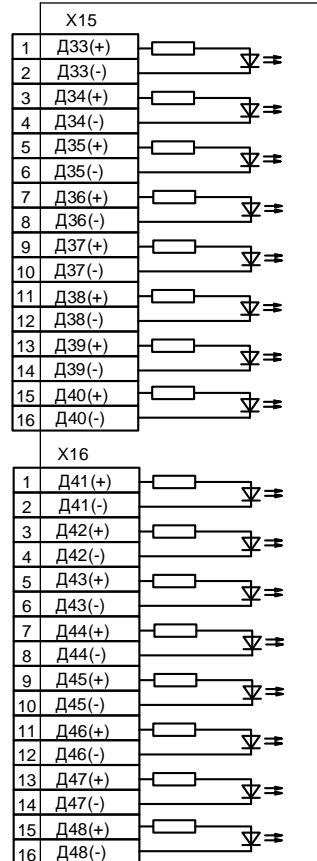 X15
1 Д33(+)
2 Д33(-)
3 Д34(+)
4 Д34(-)
5 Д35(+)
6 Д35(-)
7 Д36(+)
8 Д36(-)
9 Д37(+)
10 Д37(-)
11 Д38(+)
12 Д38(-)
13 Д39(+)
14 Д39(-)
15 Д40(+)
16 Д40(-)
X16
1 Д41(+)
2 Д41(-)
3 Д42(+)
4 Д42(-)
5 Д43(+)
6 Д43(-)
7 Д44(+)
8 Д44(-)
9 Д45(+)
10 Д45(-)
11 Д46(+)
12 Д46(-)
13 Д47(+)
14 Д47(-)
15 Д48(+)
16 Д48(-)